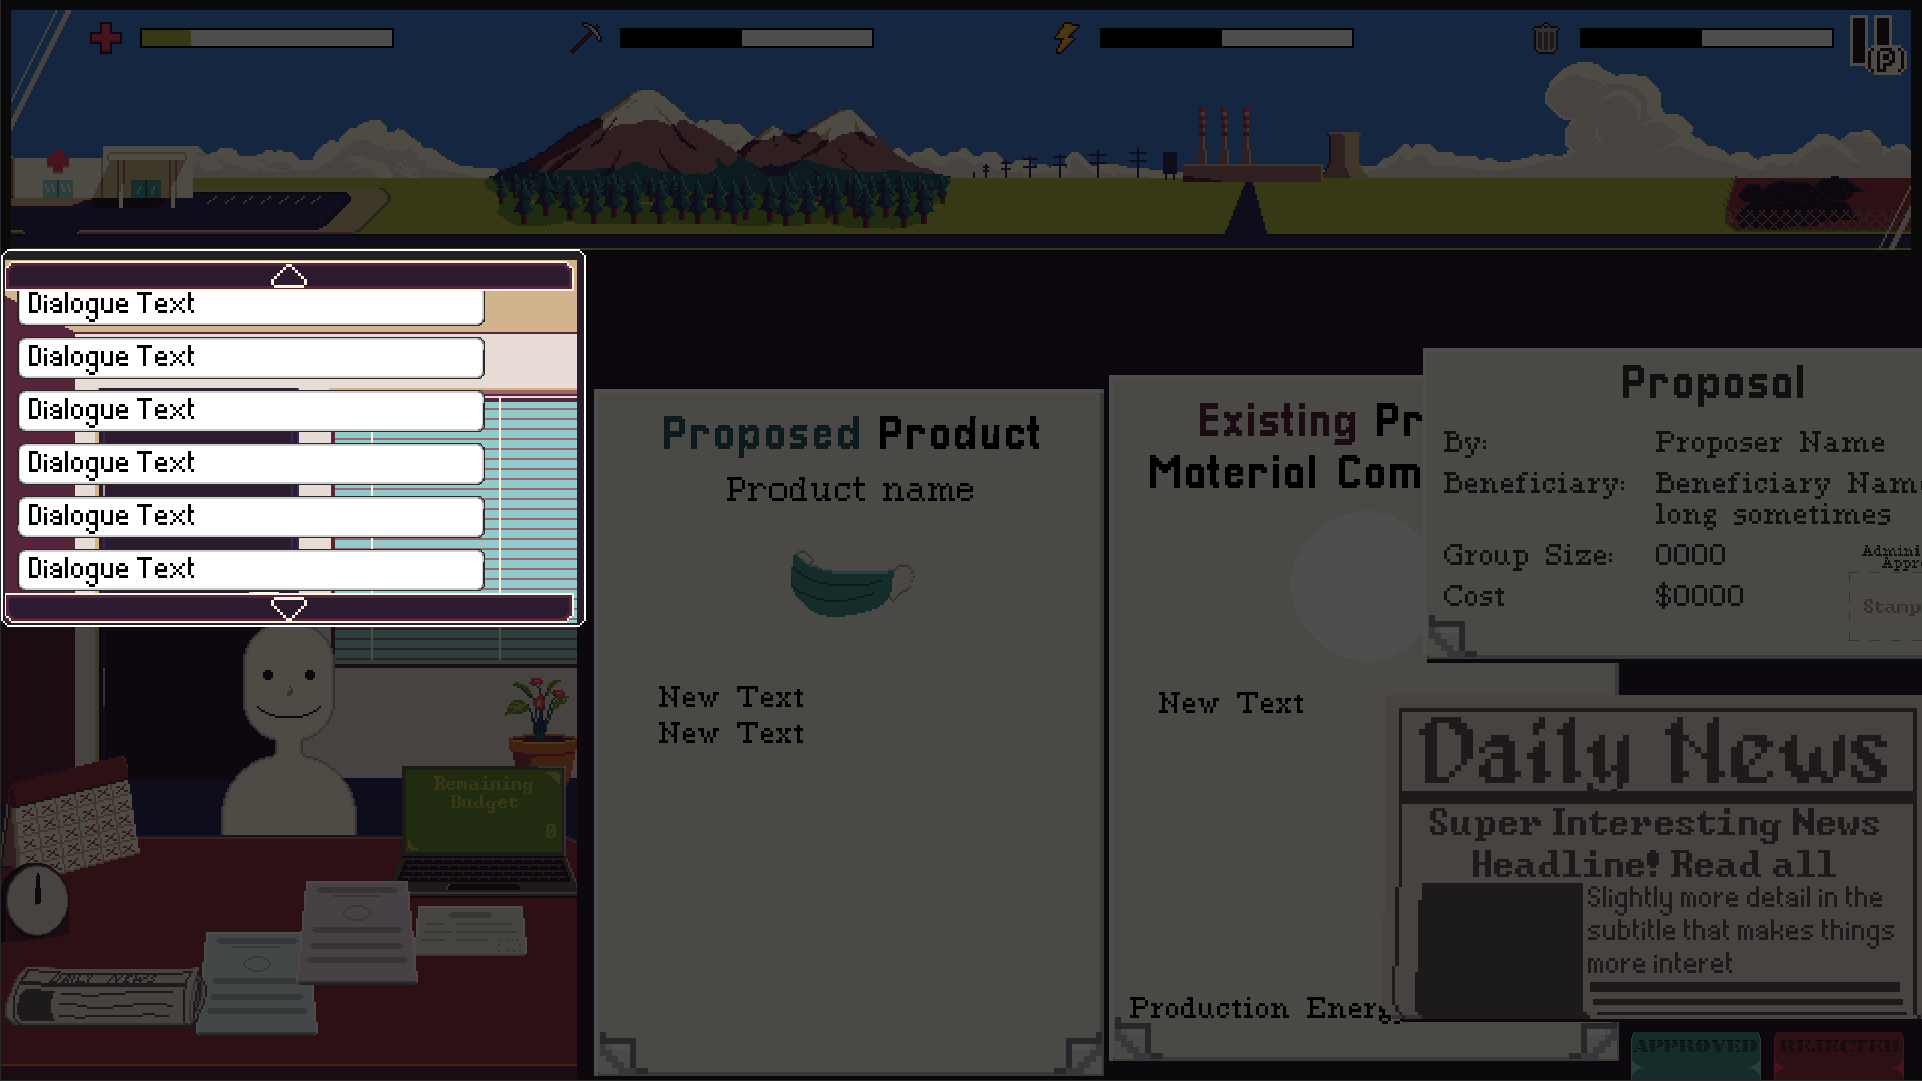 (P)
Dialogue Text
Dialogue Text
Dialogue Text
Dialogue Text
Dialogue Text
Dialogue Text
Remaining
Budget
0
DAILY NEWS
Proposed Product
Product name
New Text
New Text
Existing Pr
Material Com
New Text
Production Energy
Proposal
By: Proposer Name
Beneficiary: Beneficiary Name
long sometimes
Group Size: 0000
Cost $0000
Admini
Appr
Stamp
Daily News
Super Interesting News
Headline! Read all
Slightly more detail in the
subtitle that makes things
more interet
APPROVED
REJECTED